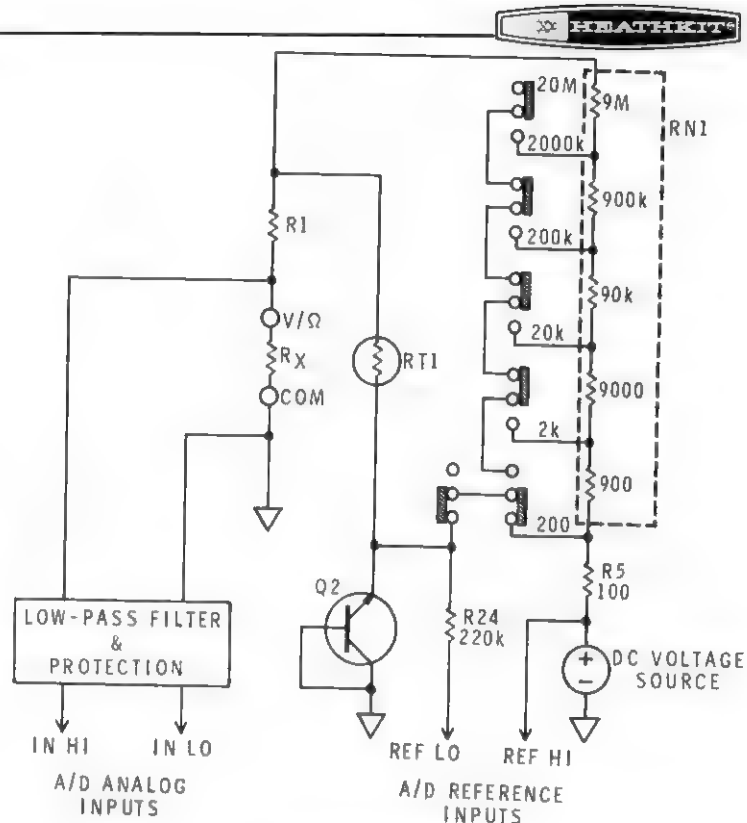 HEATHKIT®
20M
9M
RN1
2000k
900k
R1
200k
90k
V/Ω
RX
RT1
20k
COM
9000
2k
900
200
R5
100
Q2
LOW-PASS FILTER
&
PROTECTION
R24
220k
+
−
DC VOLTAGE
SOURCE
IN HI
IN LO
REF LO
REF HI
A/D ANALOG
INPUTS
A/D REFERENCE
INPUTS